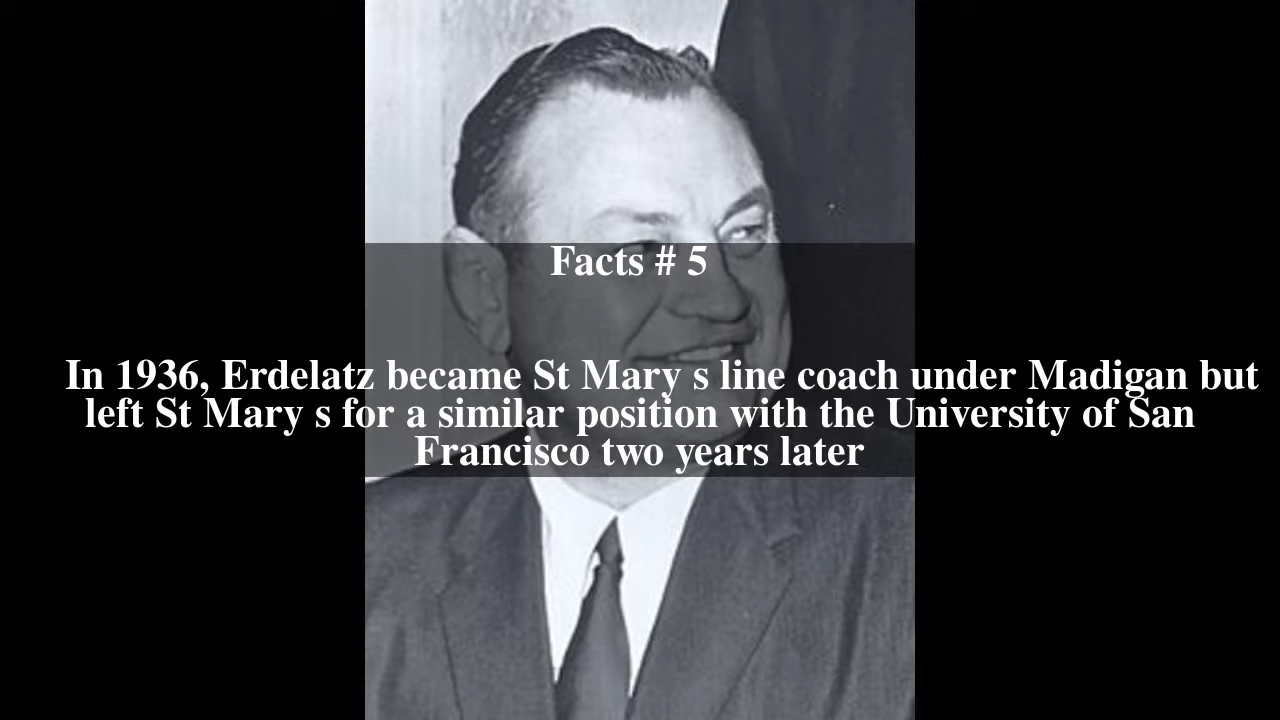 Facts # 5
In 1936, Erdelatz became St Mary s line coach under Madigan but
left St Mary s for a similar position with the University of San
Francisco two years later